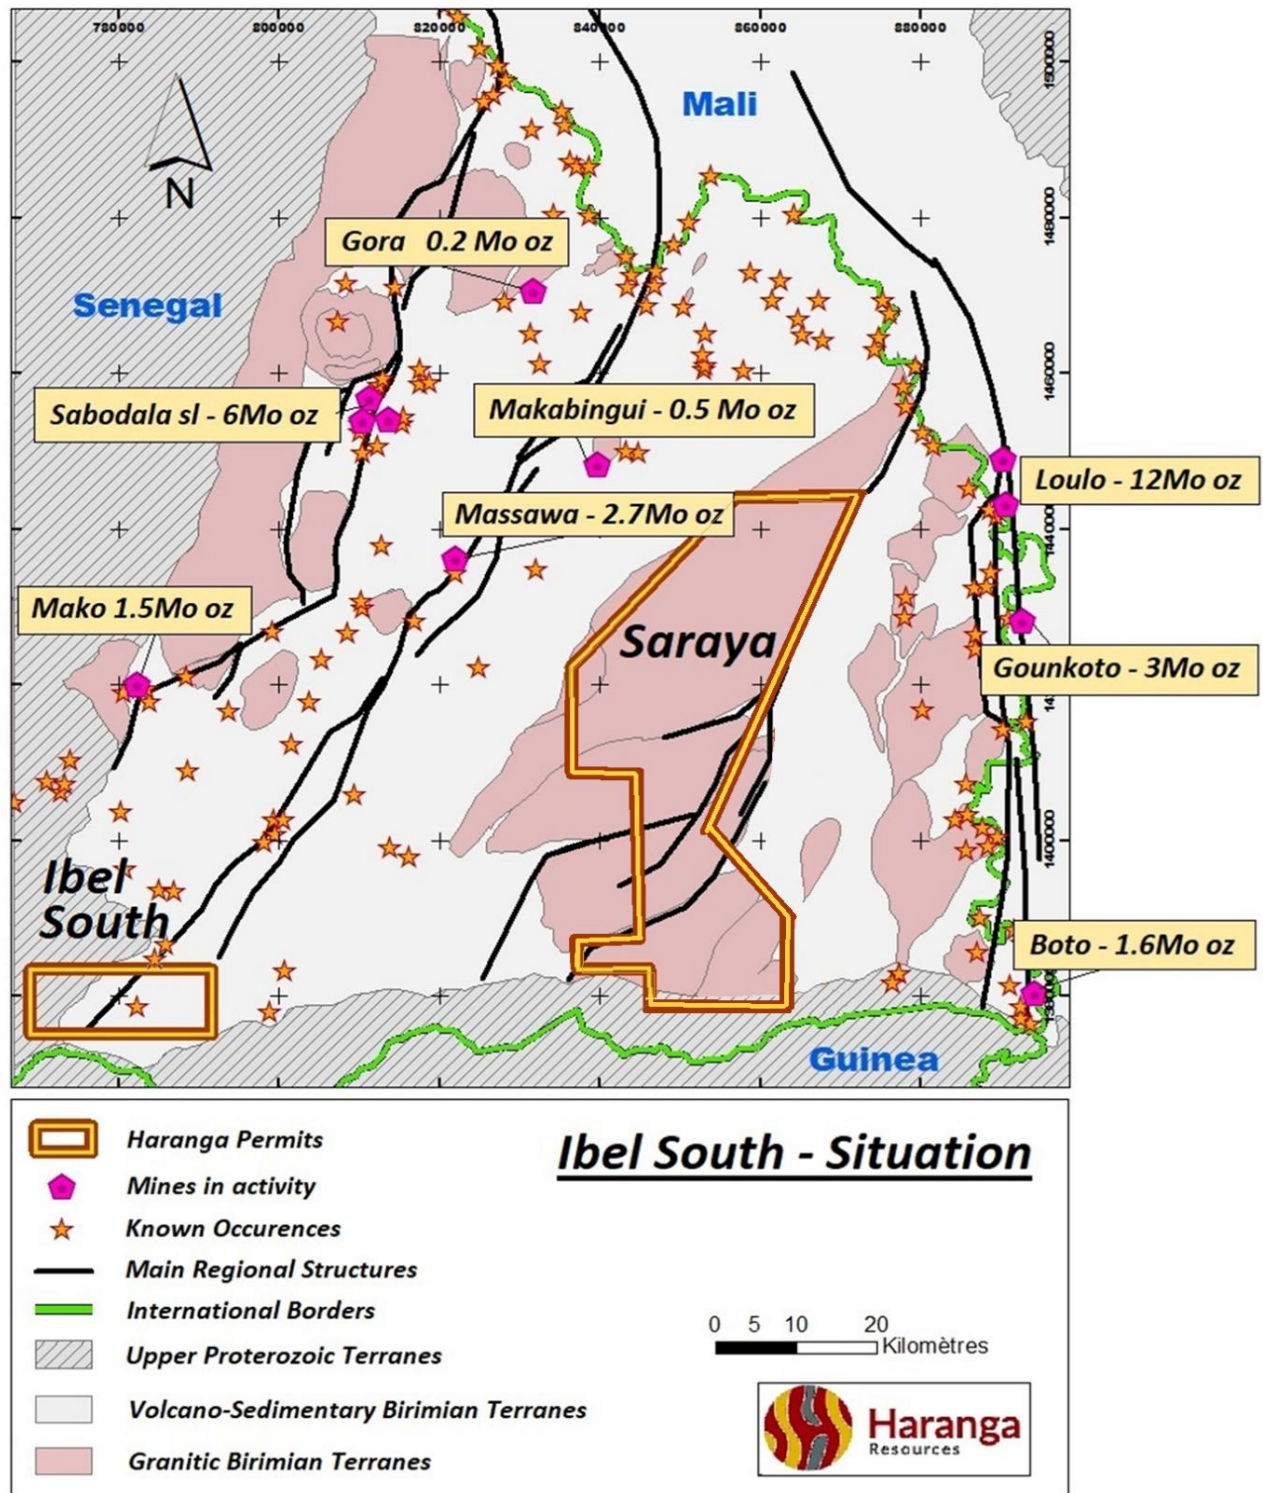 780000 800000 820000 840000 860000 880000
1500000
Mali
N
1480000
Gora 0.2 Mo oz
Senegal
1460000
Sabodala sl - 6Mo oz
Makabingui - 0.5 Mo oz
Loulo - 12Mo oz
Massawa - 2.7Mo oz
1440000
Mako 1.5Mo oz
Saraya
Gounkoto - 3Mo oz
1400000
Ibel
South
Boto - 1.6Mo oz
Guinea
Haranga Permits
Ibel South - Situation
Mines in activity
Known Occurences
Main Regional Structures
International Borders
0 5 10 20
Kilomètres
Upper Proterozoic Terranes
Volcano-Sedimentary Birimian Terranes
Granitic Birimian Terranes
Haranga
Resources